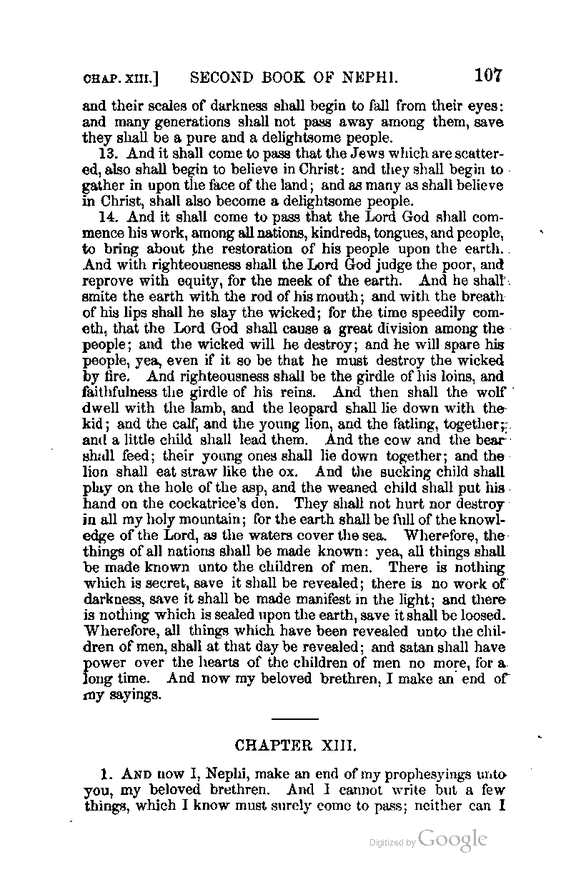 CHAP. XIII.] SECOND BOOK OF NEPHI. 107
and their scales of darkness shall begin to fall from their eyes:
and many generations shall not pass away among them, save
they shall be a pure and a delightsome people.
13. And it shall come to pass that the Jews which are scatter-
ed, also shall begin to believe in Christ: and they shall begin to
gather in upon the face of the land; and as many as shall believe
in Christ, shall also become a delightsome people.
14. And it shall come to pass that the Lord God shall com-
mence his work, among all nations, kindreds, tongues, and people,
to bring about the restoration of his people upon the earth.
And with righteousness shall the Lord God judge the poor, and
reprove with equity, for the meek of the earth. And he shall
smite the earth with the rod of his mouth; and with the breath
of his lips shall he slay the wicked; for the time speedily com-
eth, that the Lord God shall cause a great division among the
people; and the wicked will he destroy; and he will spare his
people, yea, even if it so be that he must destroy the wicked
by fire. And righteousness shall be the girdle of his loins, and
faithfulness the girdle of his reins. And then shall the wolf
dwell with the lamb, and the leopard shall lie down with the
kid; and the calf, and the young lion, and the fatling, together;
and a little child shall lead them. And the cow and the bear
shall feed; their young ones shall lie down together; and the
lion shall eat straw like the ox. And the sucking child shall
play on the hole of the asp, and the weaned child shall put his
hand on the cockatrice's den. They shall not hurt nor destroy
in all my holy mountain; for the earth shall be full of the knowl-
edge of the Lord, as the waters cover the sea. Wherefore, the
things of all nations shall be made known: yea, all things shall
be made known unto the children of men. There is nothing
which is secret, save it shall be revealed; there is no work of
darkness, save it shall be made manifest in the light; and there
is nothing which is sealed upon the earth, save it shall be loosed.
Wherefore, all things which have been revealed unto the chil-
dren of men, shall at that day be revealed; and satan shall have
power over the hearts of the children of men no more, for a
long time. And now my beloved brethren, I make an end of
my sayings.
CHAPTER XIII.
1. AND now I, Nephi, make an end of my prophesyings unto
you, my beloved brethren. And I cannot write but a few
things, which I know must surely come to pass; neither can I
Digitized by Google